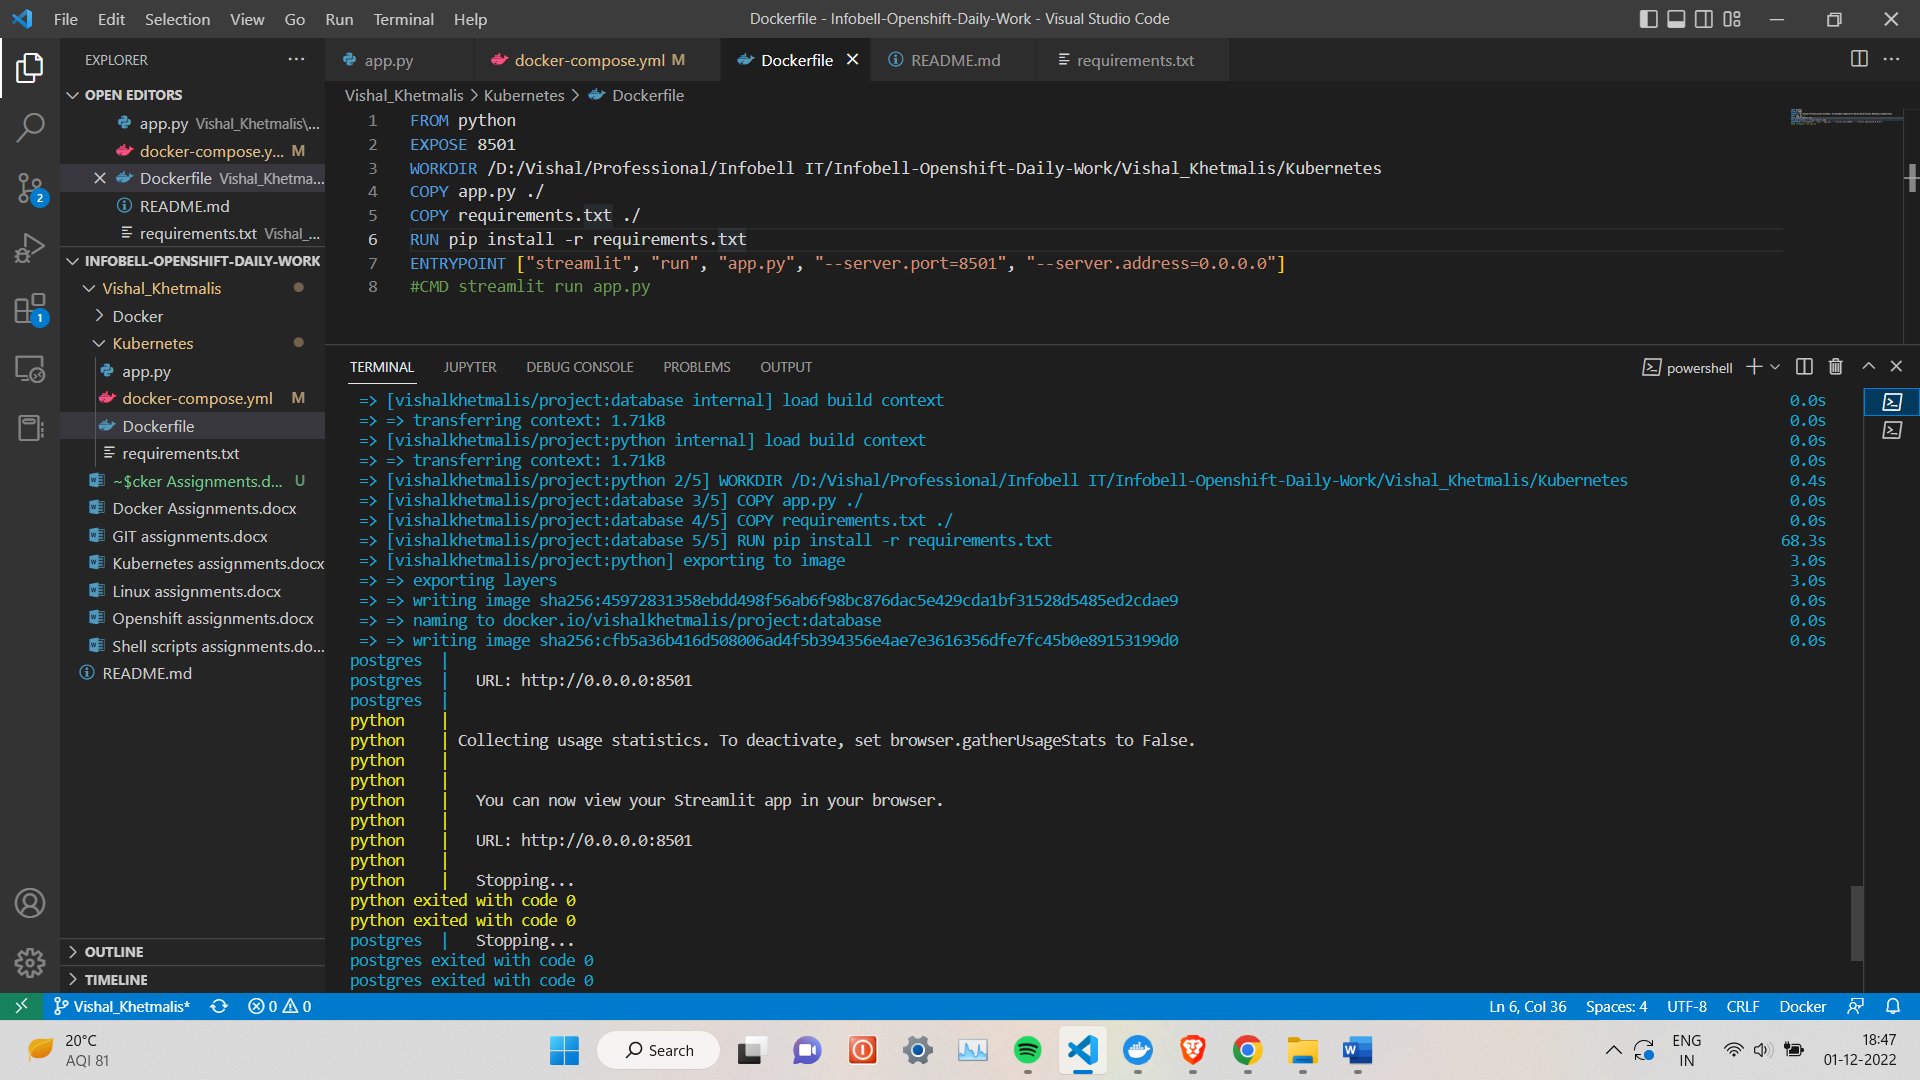 File Edit Selection View Go Run Terminal Help
Dockerfile - Infobell-Openshift-Daily-Work - Visual Studio Code
EXPLORER
OPEN EDITORS
app.py Vishal_Khetmalis\...
docker-compose.y... M
Dockerfile Vishal_Khetma...
README.md
requirements.txt Vishal_...
INFOBELL-OPENSHIFT-DAILY-WORK
Vishal_Khetmalis
Docker
Kubernetes
app.py
docker-compose.yml M
Dockerfile
requirements.txt
~$cker Assignments.d... U
Docker Assignments.docx
GIT assignments.docx
Kubernetes assignments.docx
Linux assignments.docx
Openshift assignments.docx
Shell scripts assignments.do...
README.md
OUTLINE
TIMELINE
2
1
app.py docker-compose.yml M Dockerfile README.md requirements.txt
Vishal_Khetmalis > Kubernetes > Dockerfile
1 FROM python
2 EXPOSE 8501
3 WORKDIR /D:/Vishal/Professional/Infobell IT/Infobell-Openshift-Daily-Work/Vishal_Khetmalis/Kubernetes
4 COPY app.py ./
5 COPY requirements.txt ./
6 RUN pip install -r requirements.txt
7 ENTRYPOINT ["streamlit", "run", "app.py", "--server.port=8501", "--server.address=0.0.0.0"]
8 #CMD streamlit run app.py
TERMINAL JUPYTER DEBUG CONSOLE PROBLEMS OUTPUT
powershell
=> [vishalkhetmalis/project:database internal] load build context 0.0s
=> => transferring context: 1.71kB 0.0s
=> [vishalkhetmalis/project:python internal] load build context 0.0s
=> => transferring context: 1.71kB 0.0s
=> [vishalkhetmalis/project:python 2/5] WORKDIR /D:/Vishal/Professional/Infobell IT/Infobell-Openshift-Daily-Work/Vishal_Khetmalis/Kubernetes 0.4s
=> [vishalkhetmalis/project:database 3/5] COPY app.py ./ 0.0s
=> [vishalkhetmalis/project:database 4/5] COPY requirements.txt ./ 0.0s
=> [vishalkhetmalis/project:database 5/5] RUN pip install -r requirements.txt 68.3s
=> [vishalkhetmalis/project:python] exporting to image 3.0s
=> => exporting layers 3.0s
=> => writing image sha256:45972831358ebdd498f56ab6f98bc876dac5e429cda1bf31528d5485ed2cdae9 0.0s
=> => naming to docker.io/vishalkhetmalis/project:database 0.0s
=> => writing image sha256:cfb5a36b416d508006ad4f5b394356e4ae7e3616356dfe7fc45b0e89153199d0 0.0s
postgres |
postgres | URL: http://0.0.0.0:8501
postgres |
python |
python | Collecting usage statistics. To deactivate, set browser.gatherUsageStats to False.
python |
python |
python | You can now view your Streamlit app in your browser.
python |
python | URL: http://0.0.0.0:8501
python |
python | Stopping...
python exited with code 0
python exited with code 0
postgres | Stopping...
postgres exited with code 0
postgres exited with code 0
Vishal_Khetmalis* 0 0
Ln 6, Col 36 Spaces: 4 UTF-8 CRLF Docker
20°C
AQI 81
Search
ENG
IN
18:47
01-12-2022